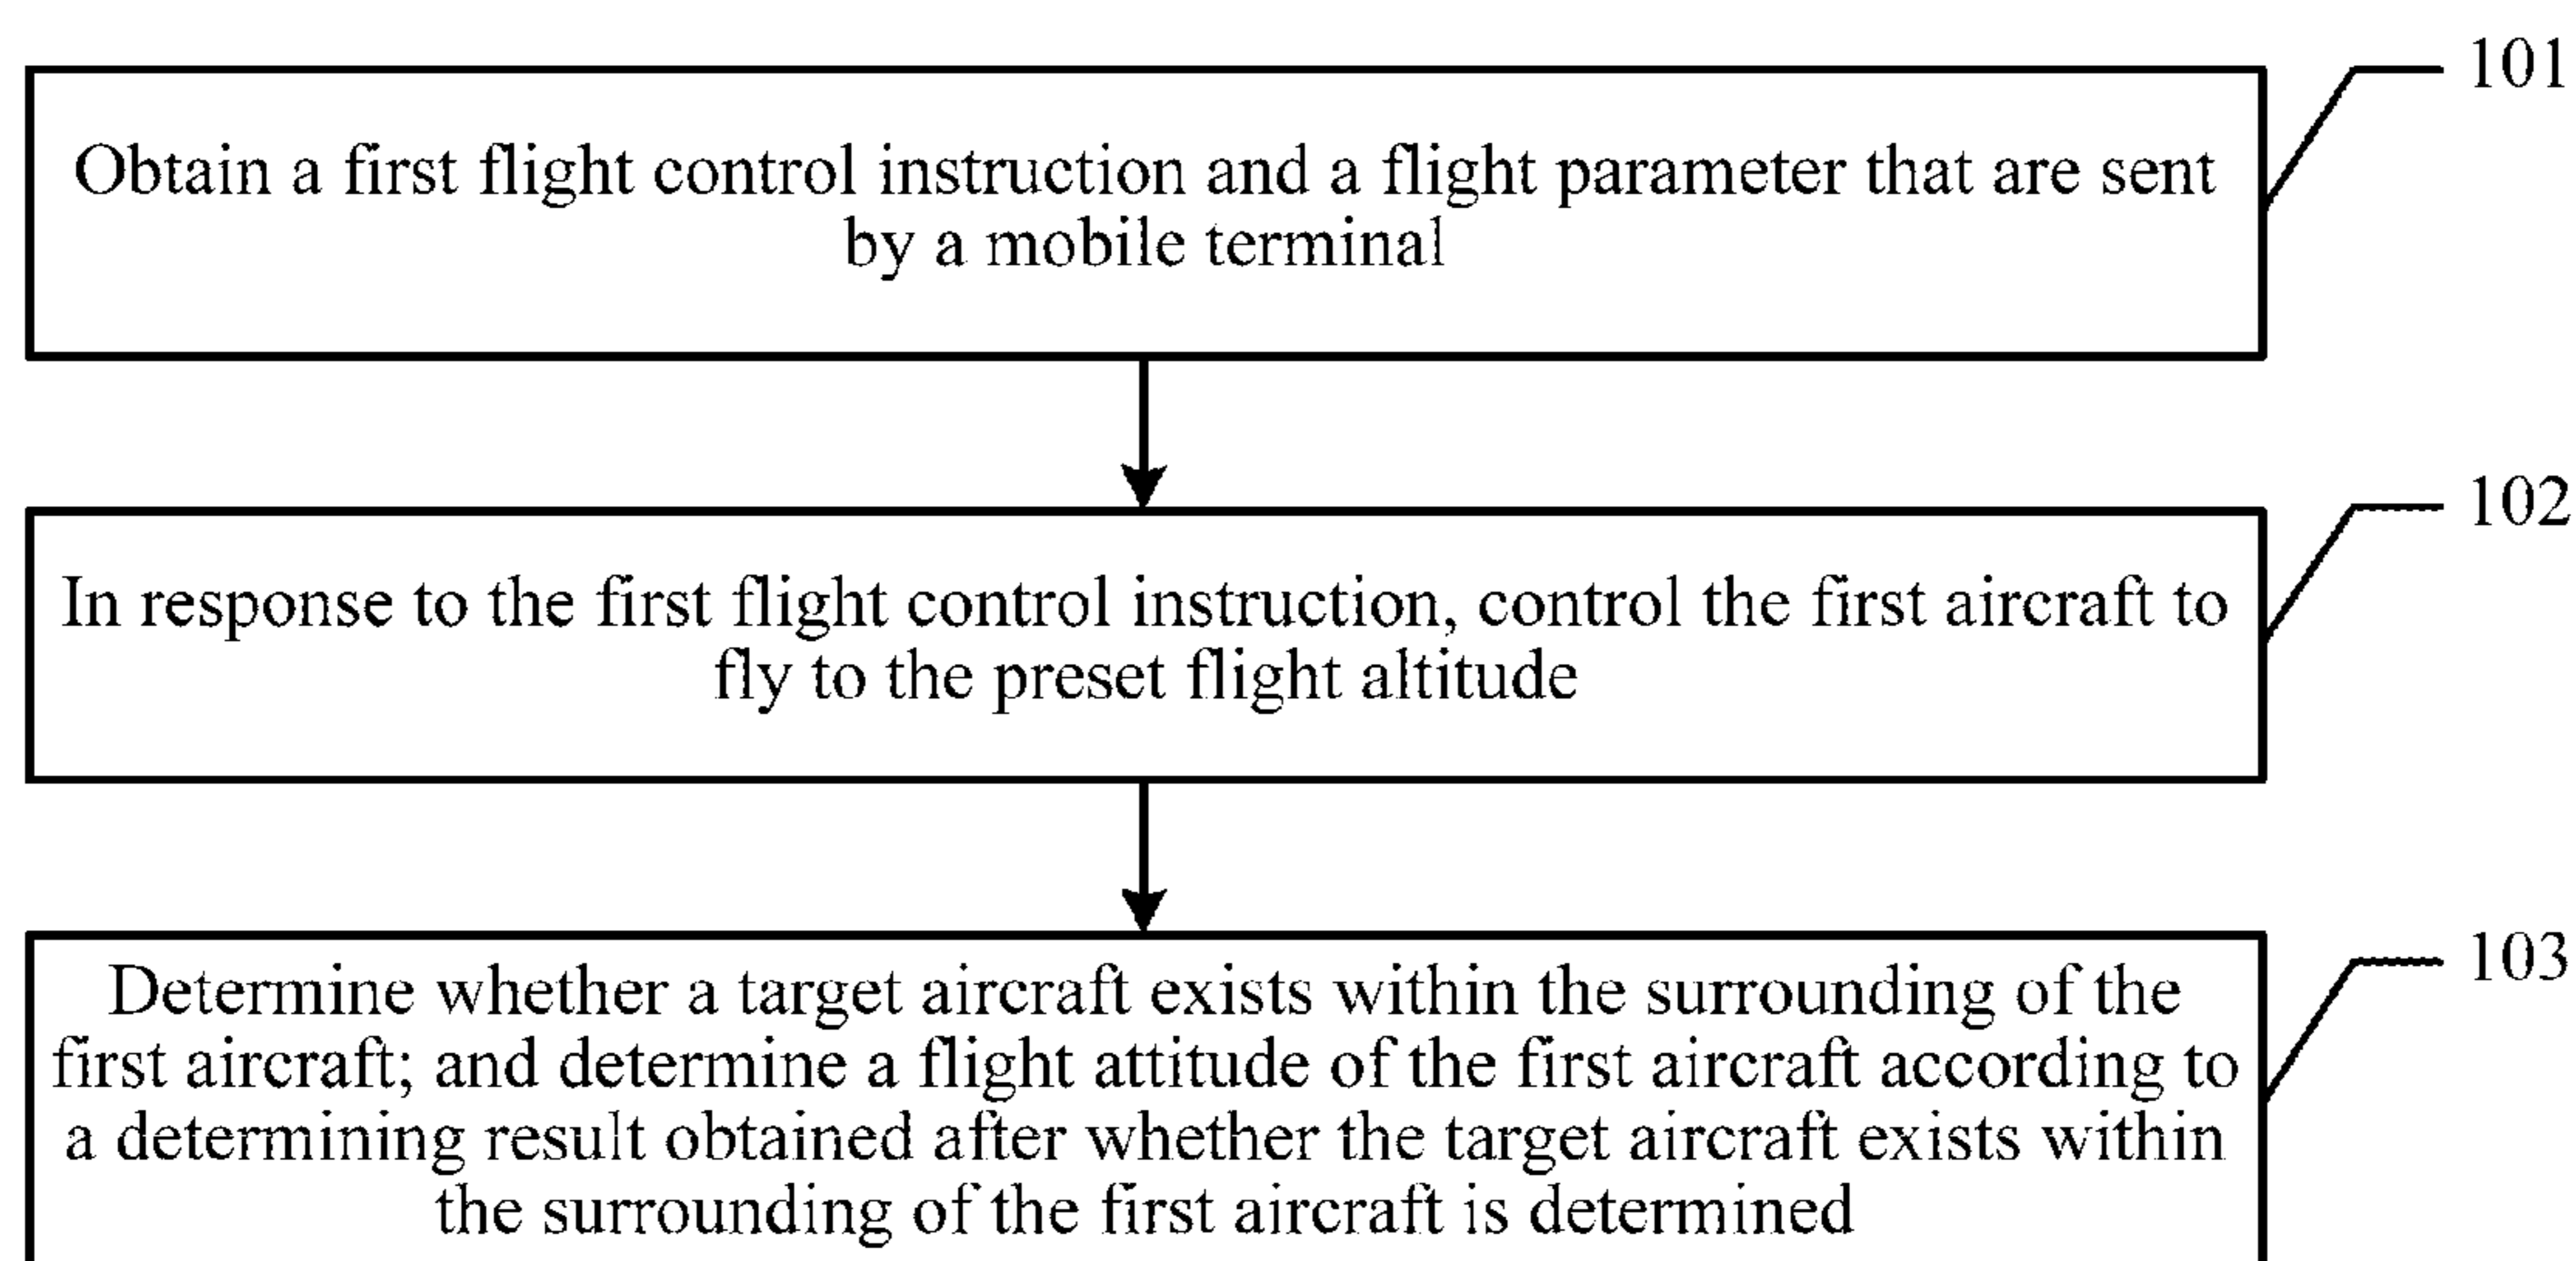 101
Obtain a first flight control instruction and a flight parameter that are sent
by a mobile terminal
102
In response to the first flight control instruction, control the first aircraft to
fly to the preset flight altitude
103
Determine whether a target aircraft exists within the surrounding of the
first aircraft; and determine a flight attitude of the first aircraft according to
a determining result obtained after whether the target aircraft exists within
the surrounding of the first aircraft is determined